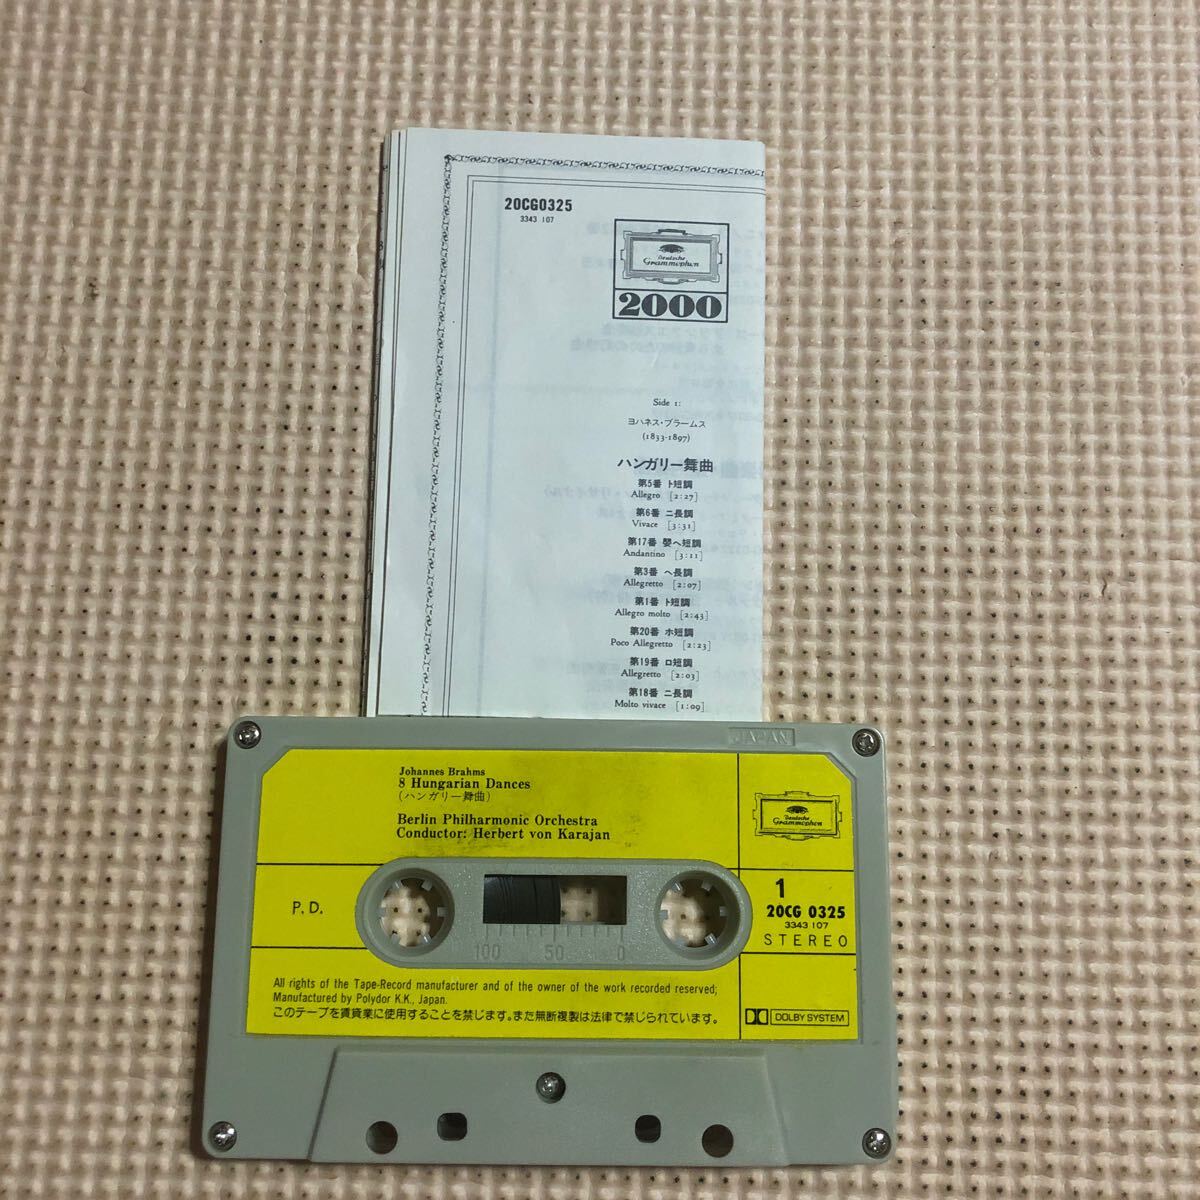 20CG0325
3343 107
Deutsche
Grammophon
2000
Side 1:
ヨハネス・ブラームス
(1833-1897)
ハンガリー舞曲
第5番 ト短調
Allegro [2:27]
第6番 ニ長調
Vivace [3:31]
第17番 嬰ヘ短調
Andantino [3:11]
第3番 ヘ長調
Allegretto [2:07]
第1番 ト短調
Allegro molto [2:43]
第20番 ホ短調
Poco Allegretto [2:23]
第19番 ロ短調
Allegretto [2:03]
第18番 ニ長調
Molto vivace [1:09]
JAPAN
Johannes Brahms
8 Hungarian Dances
(ハンガリー舞曲)
Berlin Philharmonic Orchestra
Conductor: Herbert von Karajan
Deutsche
Grammophon
P.D.
1
20CG 0325
3343 107
STEREO
100 50 0
All rights of the Tape-Record manufacturer and of the owner of the work recorded reserved;
Manufactured by Polydor K.K., Japan.
このテープを賃貸業に使用することを禁じます。また無断複製は法律で禁じられています。
DOLBY SYSTEM